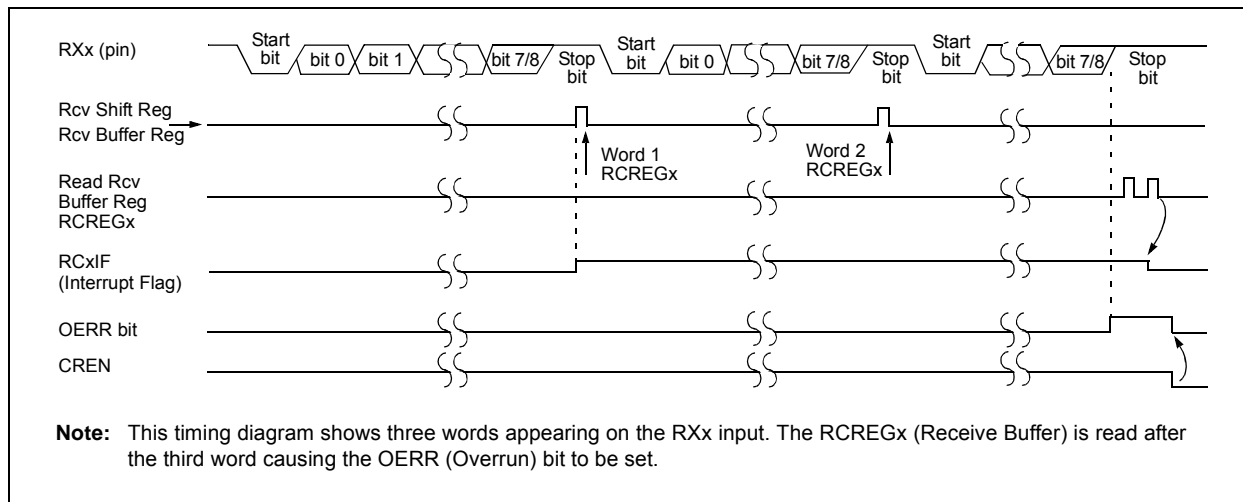 RXx (pin)
Start bit
bit 0
bit 1
bit 7/8
Stop bit
Start bit
bit 0
bit 7/8
Stop bit
Start bit
bit 7/8
Stop bit
Rcv Shift Reg
Rcv Buffer Reg
Word 1
RCREGx
Word 2
RCREGx
Read Rcv
Buffer Reg
RCREGx
RCxIF
(Interrupt Flag)
OERR bit
CREN
Note: This timing diagram shows three words appearing on the RXx input. The RCREGx (Receive Buffer) is read after
the third word causing the OERR (Overrun) bit to be set.